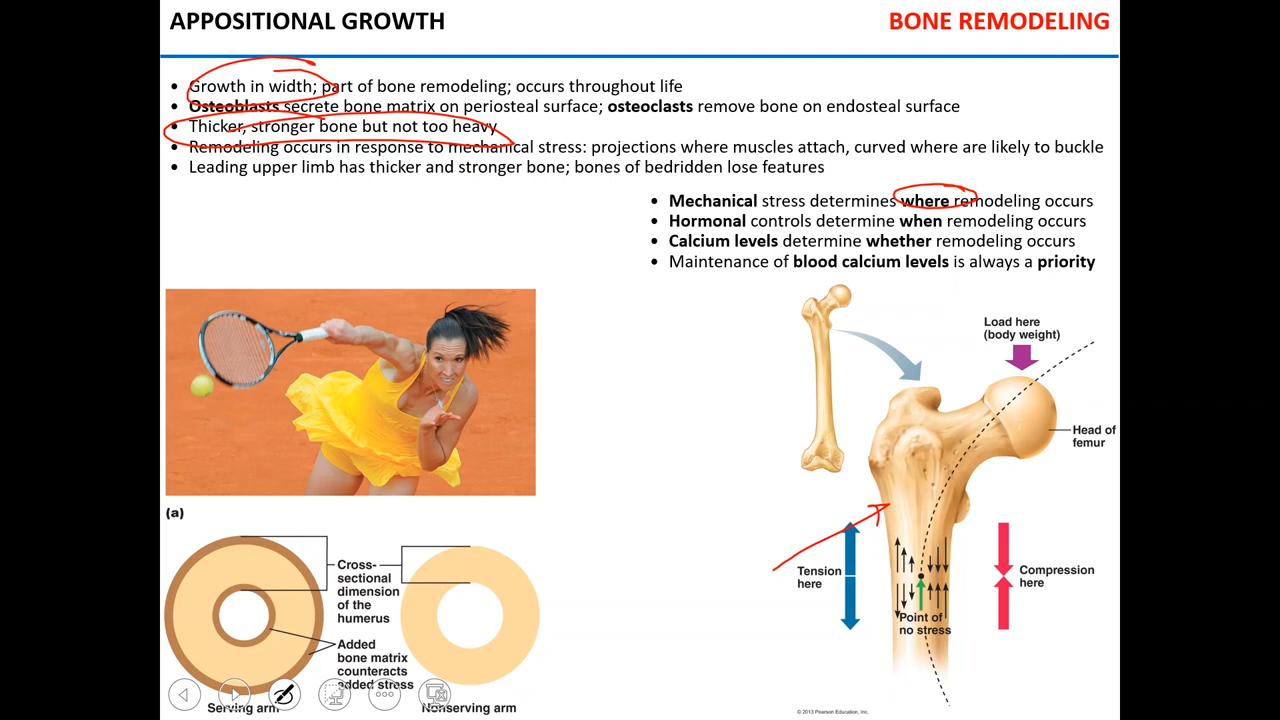 APPOSITIONAL GROWTH
BONE REMODELING
• Growth in width; part of bone remodeling; occurs throughout life
• Osteoblasts secrete bone matrix on periosteal surface; osteoclasts remove bone on endosteal surface
• Thicker, stronger bone but not too heavy
• Remodeling occurs in response to mechanical stress: projections where muscles attach, curved where are likely to buckle
• Leading upper limb has thicker and stronger bone; bones of bedridden lose features
• Mechanical stress determines where remodeling occurs
• Hormonal controls determine when remodeling occurs
• Calcium levels determine whether remodeling occurs
• Maintenance of blood calcium levels is always a priority
(a)
Cross-
sectional
dimension
of the
humerus
Added
bone matrix
counteracts
added stress
Serving arm
Nonserving arm
Load here
(body weight)
Head of
femur
Tension
here
Compression
here
Point of
no stress
© 2013 Pearson Education, Inc.